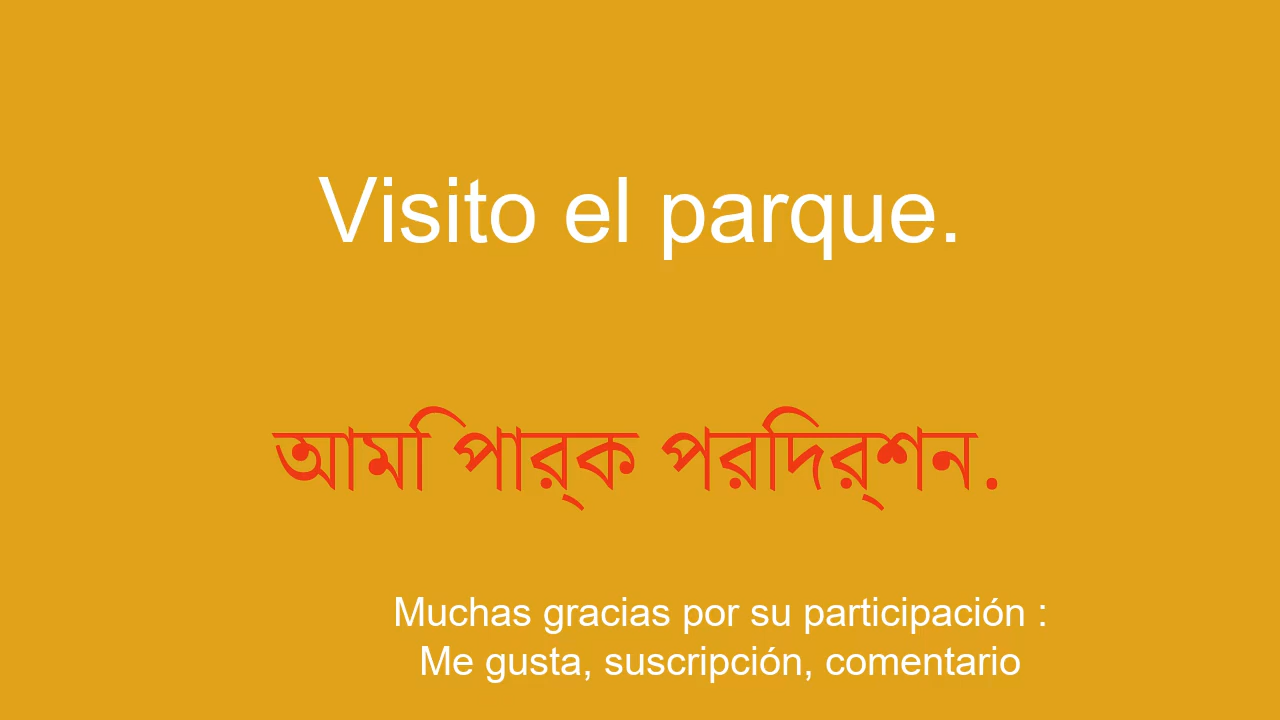 Visito el parque.
আমি পার্ক পরিদর্শন.
Muchas gracias por su participación :
Me gusta, suscripción, comentario